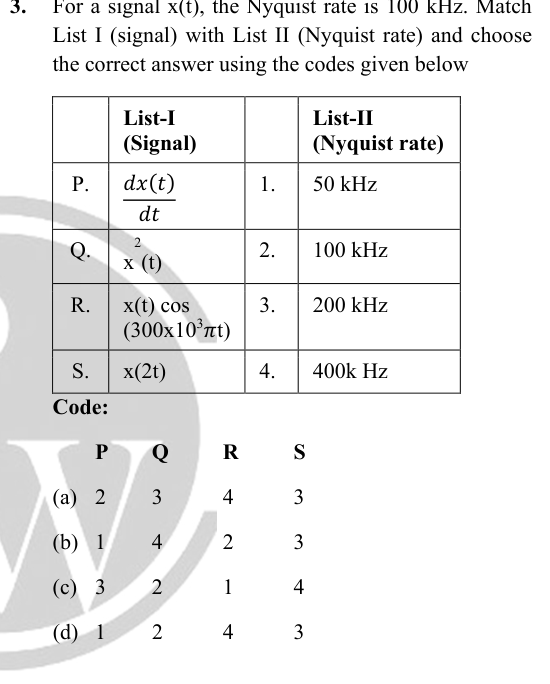 3. For a signal x(t), the Nyquist rate is 100 kHz. Match
List I (signal) with List II (Nyquist rate) and choose
the correct answer using the codes given below
List-I List-II
(Signal) (Nyquist rate)
P. dx(t)/dt 1. 50 kHz
Q. x²(t) 2. 100 kHz
R. x(t) cos 3. 200 kHz
(300x10³πt)
S. x(2t) 4. 400k Hz
Code:
P Q R S
(a) 2 3 4 3
(b) 1 4 2 3
(c) 3 2 1 4
(d) 1 2 4 3